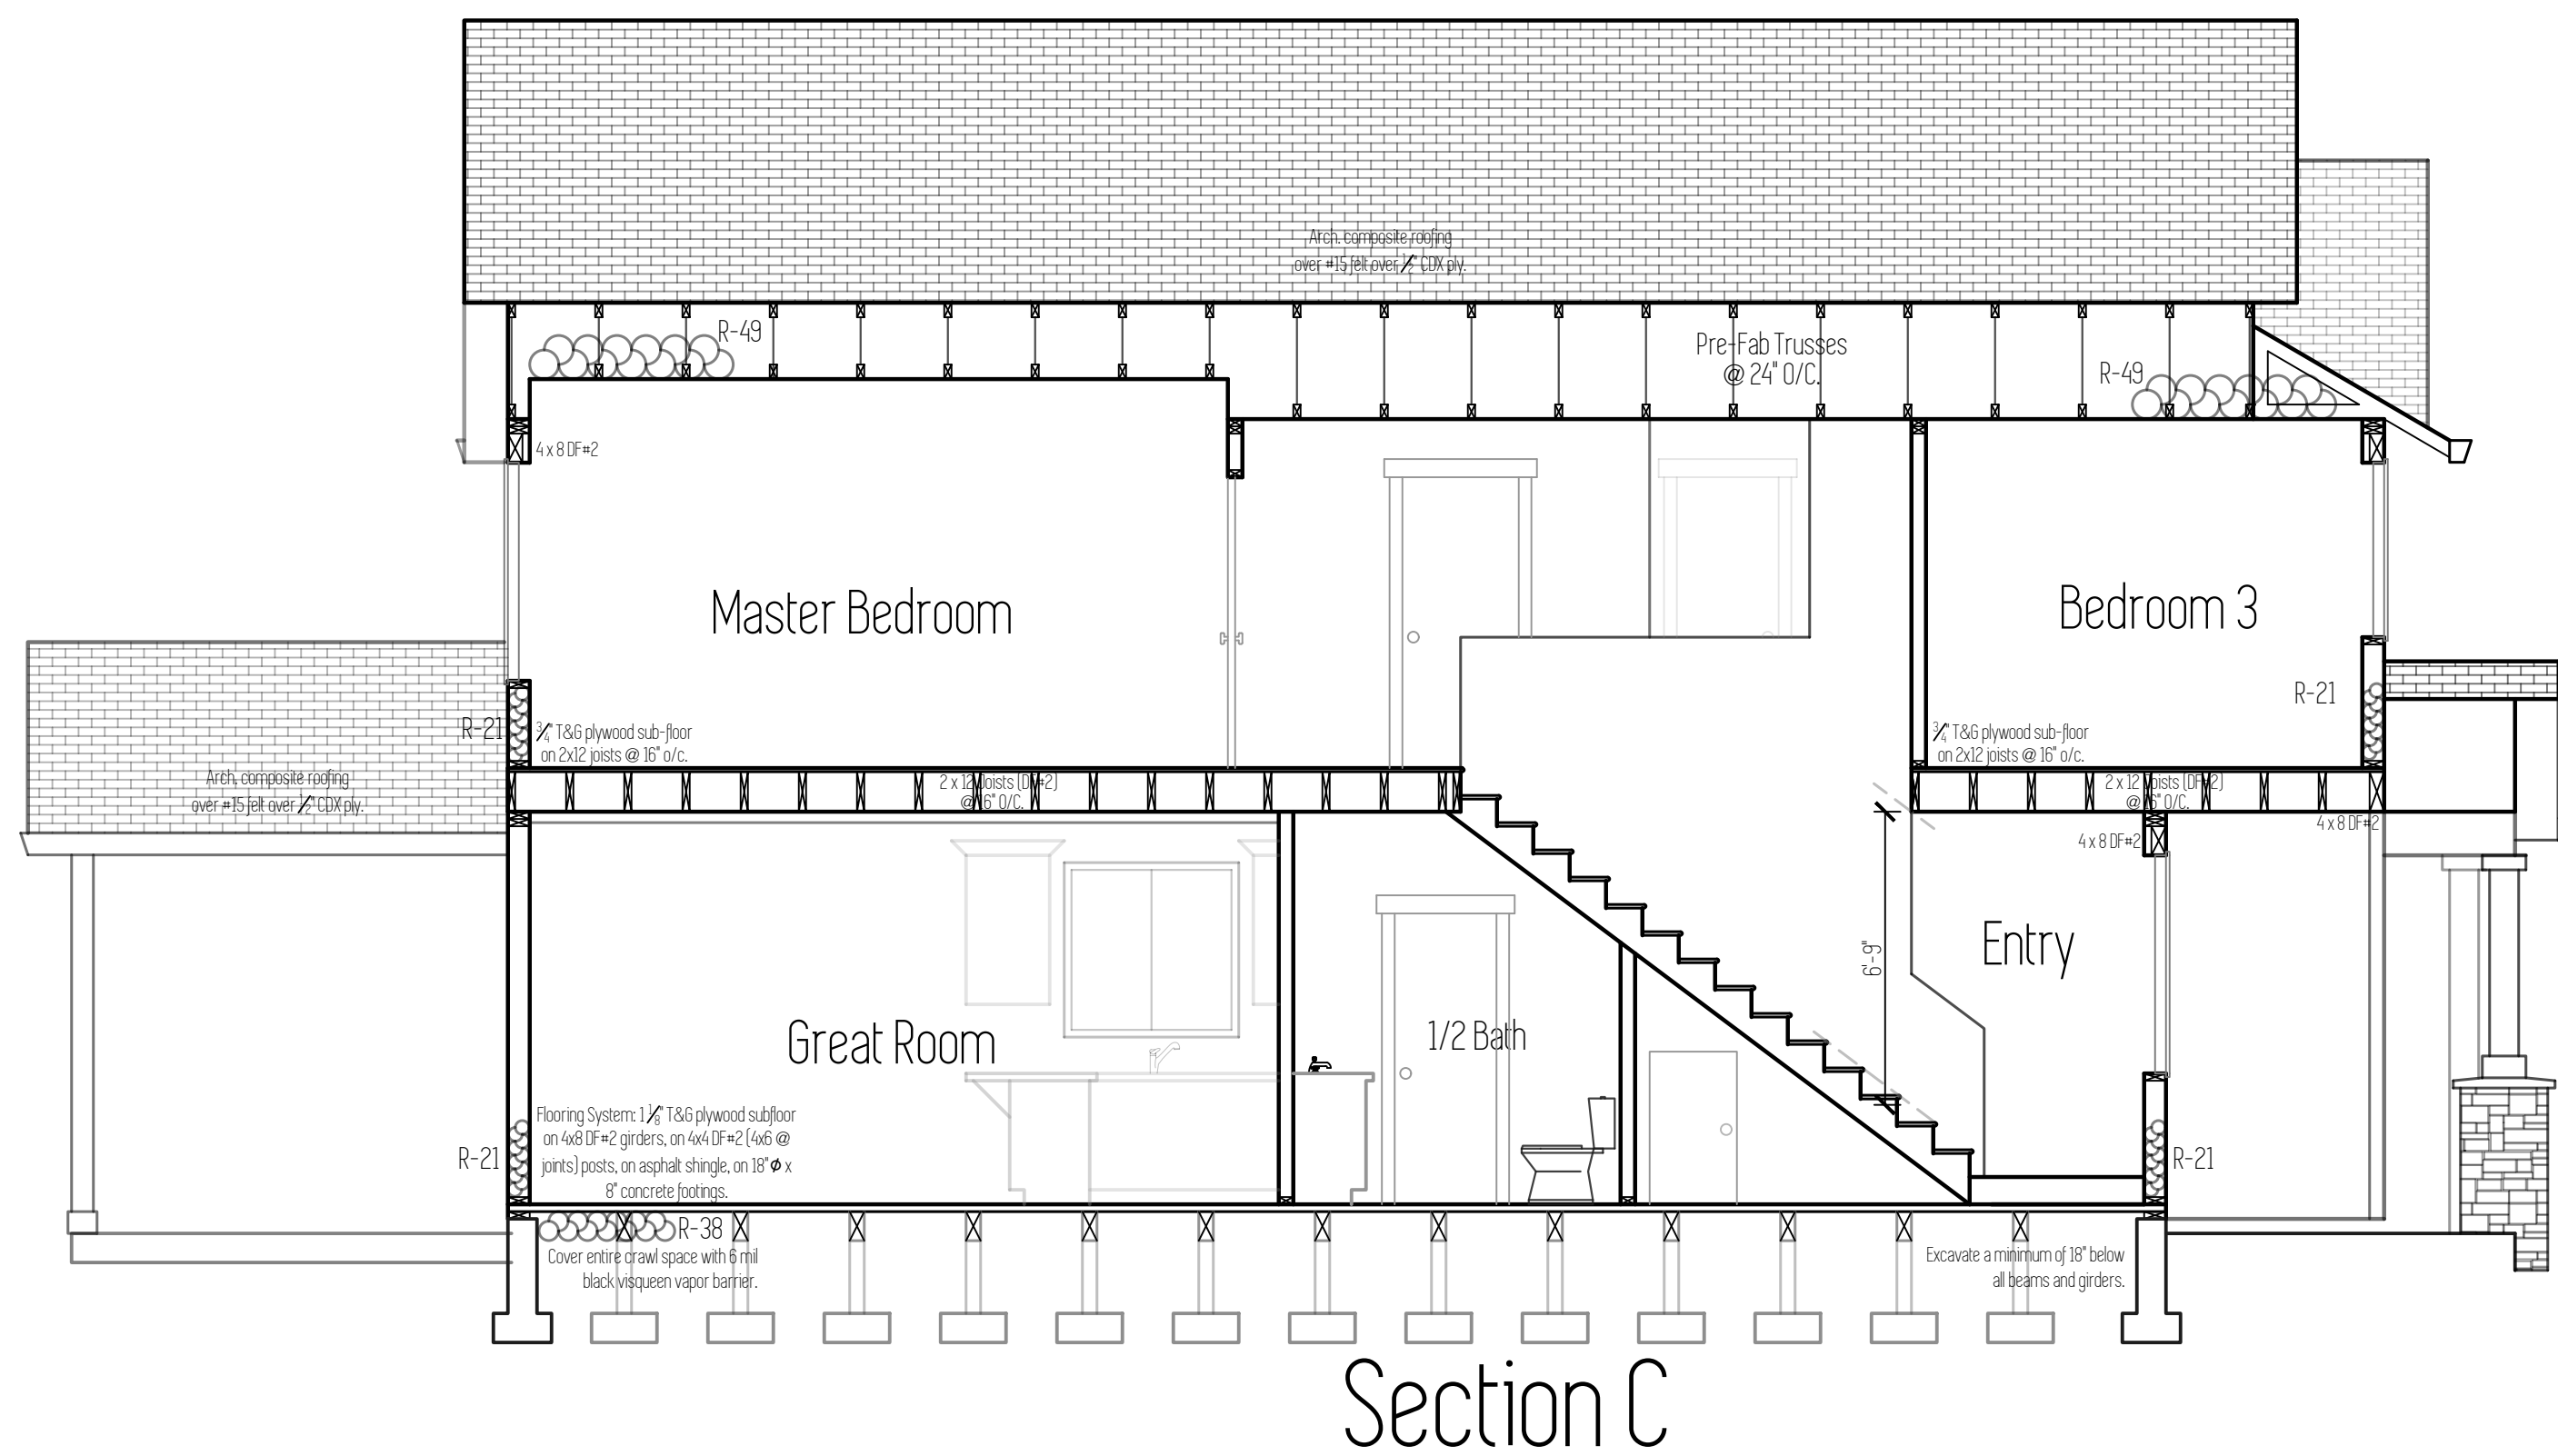 Arch. composite roofing
over #15 felt over 1/2" CDX ply.
R-49
Pre-Fab Trusses
@ 24" O/C.
R-49
4 x 8 DF#2
Master Bedroom
Bedroom 3
R-21
R-21
3/4" T&G plywood sub-floor
on 2x12 joists @ 16" o/c.
3/4" T&G plywood sub-floor
on 2x12 joists @ 16" o/c.
Arch. composite roofing
over #15 felt over 1/2" CDX ply.
2 x 12 Joists (DF#2)
@ 16" O/C.
2 x 12 Joists (DF#2)
@ 16" O/C.
4 x 8 DF#2
4 x 8 DF#2
6'-9"
Entry
Great Room
1/2 Bath
Flooring System: 1 1/8" T&G plywood subfloor
on 4x8 DF#2 girders, on 4x4 DF#2 (4x6 @
joints) posts, on asphalt shingle, on 18"ø x
8" concrete footings.
R-21
R-21
R-38
Cover entire crawl space with 6 mil
black visqueen vapor barrier.
Excavate a minimum of 18" below
all beams and girders.
Section C